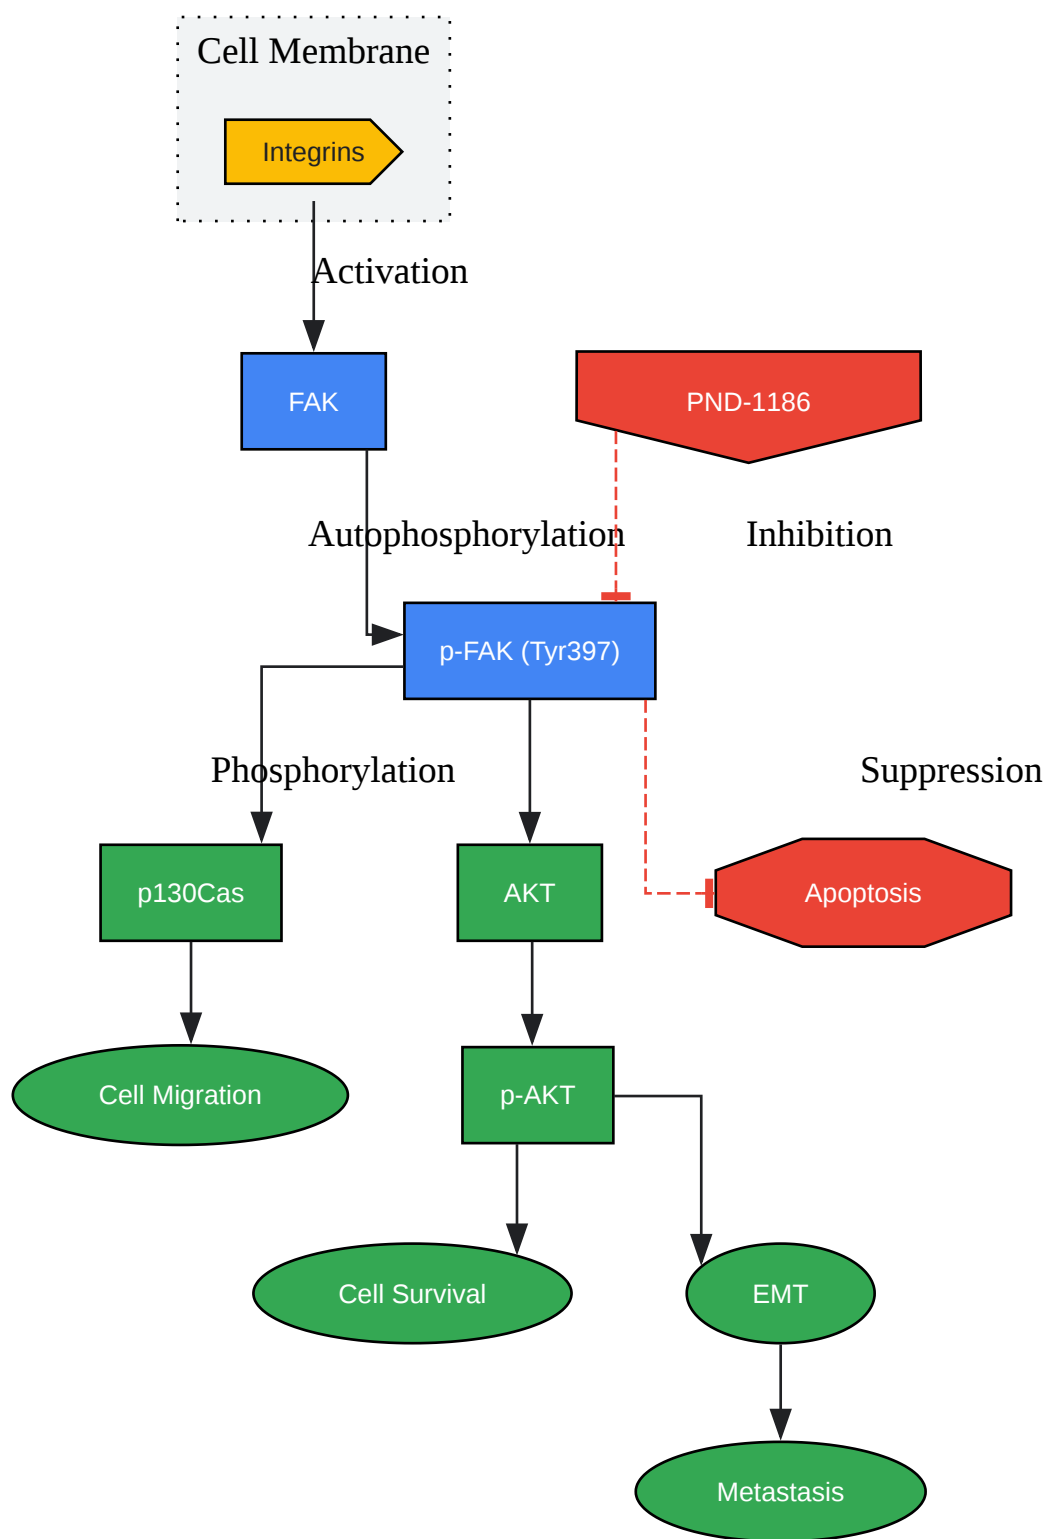 Cell Membrane
Integrins
Activation
FAK
PND-1186
Autophosphorylation
Inhibition
p-FAK (Tyr397)
Phosphorylation
Suppression
p130Cas
AKT
Apoptosis
Cell Migration
p-AKT
Cell Survival
EMT
Metastasis